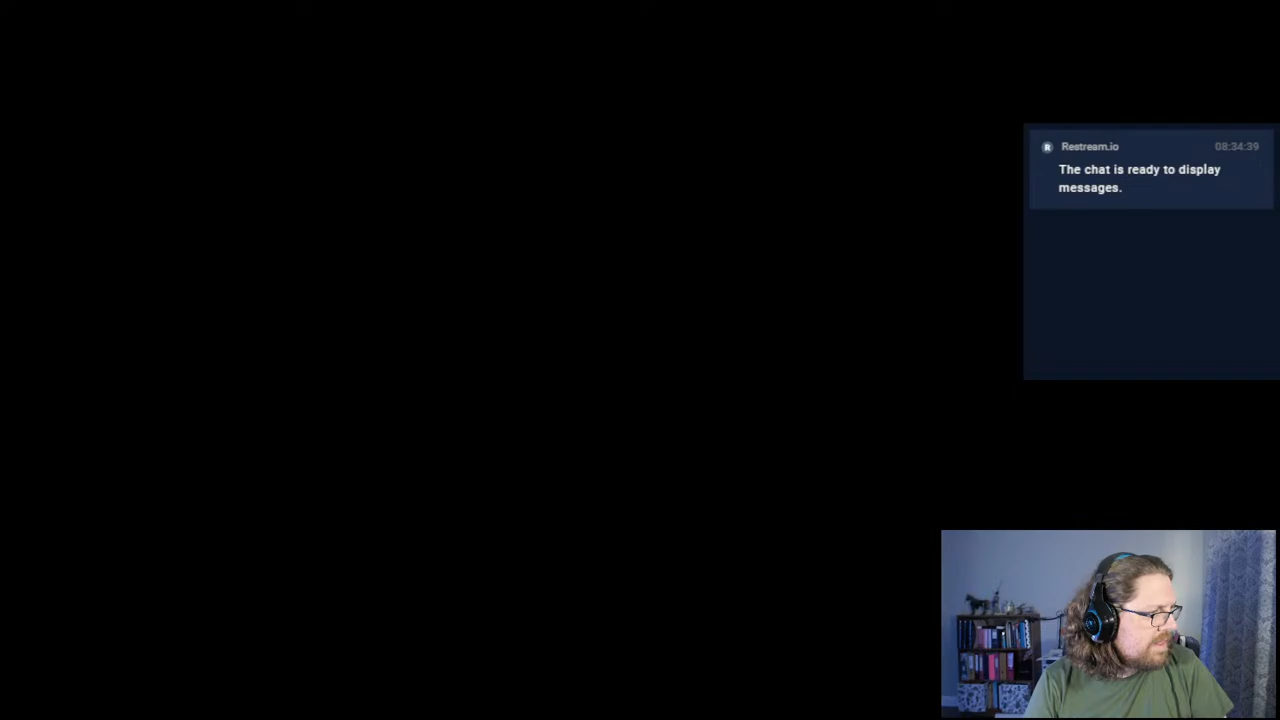 R Restream.io 08:34:39
The chat is ready to display
messages.